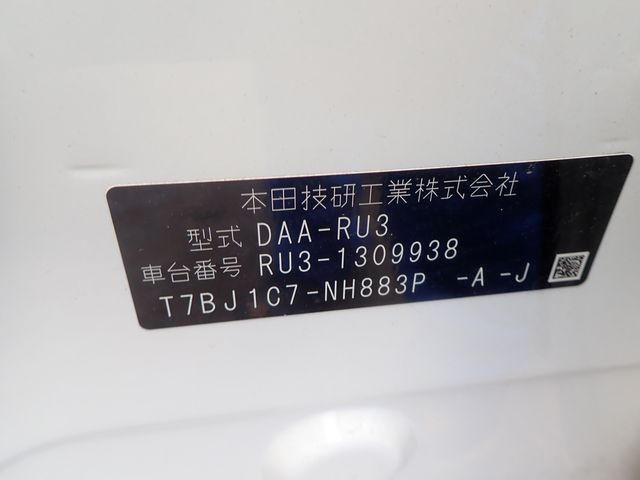 本田技研工業株式会社
型式 DAA-RU3
車台番号 RU3-1309938
T7BJ1C7-NH883P -A -J